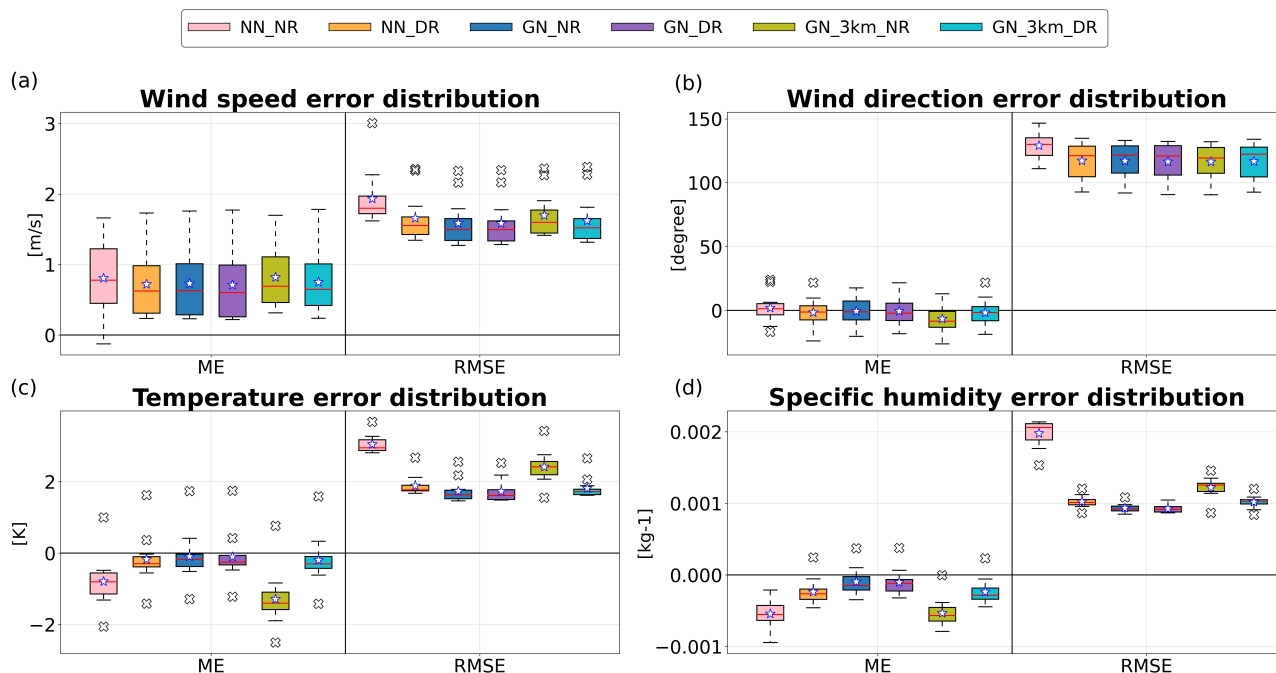 NN_NR NN_DR GN_NR GN_DR GN_3km_NR GN_3km_DR
(a)
Wind speed error distribution
3
2
1
0
[m/s]
ME RMSE
(b)
Wind direction error distribution
150
100
50
0
[degree]
ME RMSE
(c)
Temperature error distribution
2
0
−2
[K]
ME RMSE
(d)
Specific humidity error distribution
0.002
0.001
0.000
−0.001
[kg-1]
ME RMSE